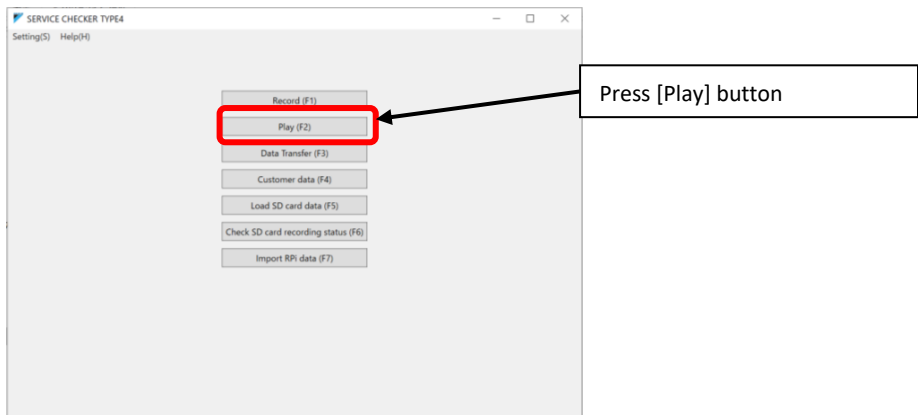 SERVICE CHECKER TYPE4
Setting(S) Help(H)
Record (F1)
Press [Play] button
Play (F2)
Data Transfer (F3)
Customer data (F4)
Load SD card data (F5)
Check SD card recording status (F6)
Import RPi data (F7)